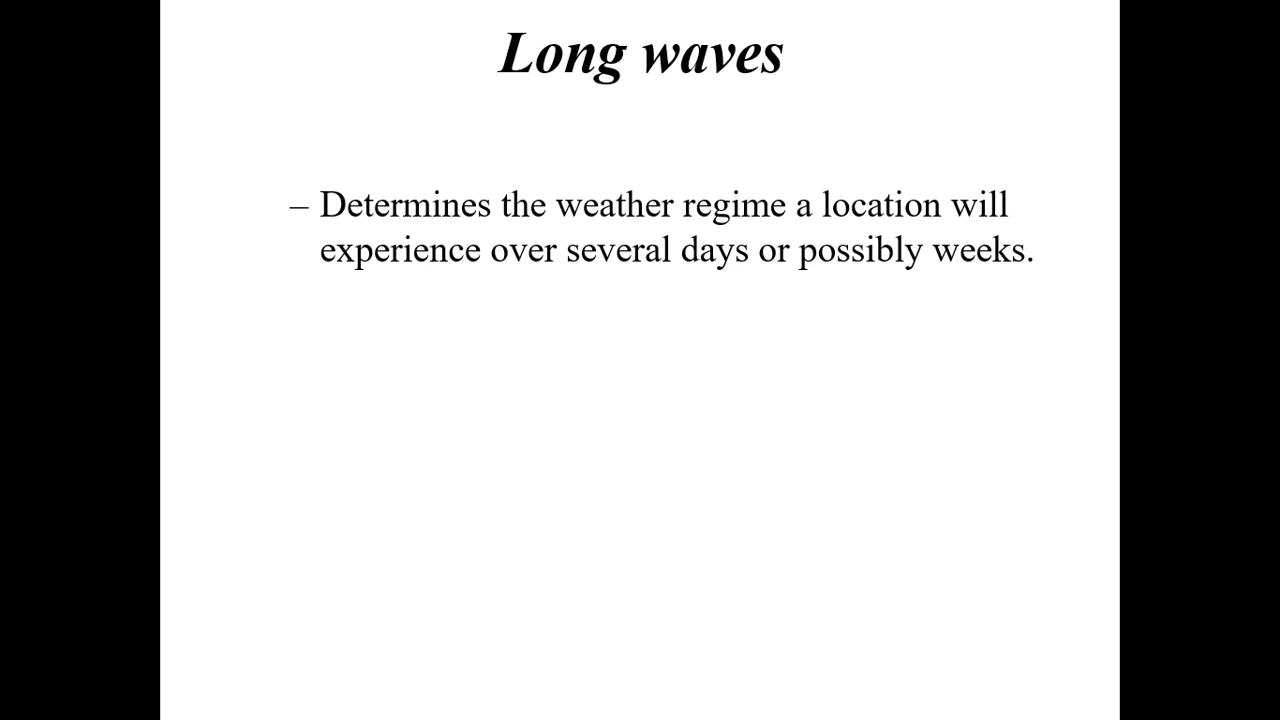 Long waves
– Determines the weather regime a location will
experience over several days or possibly weeks.